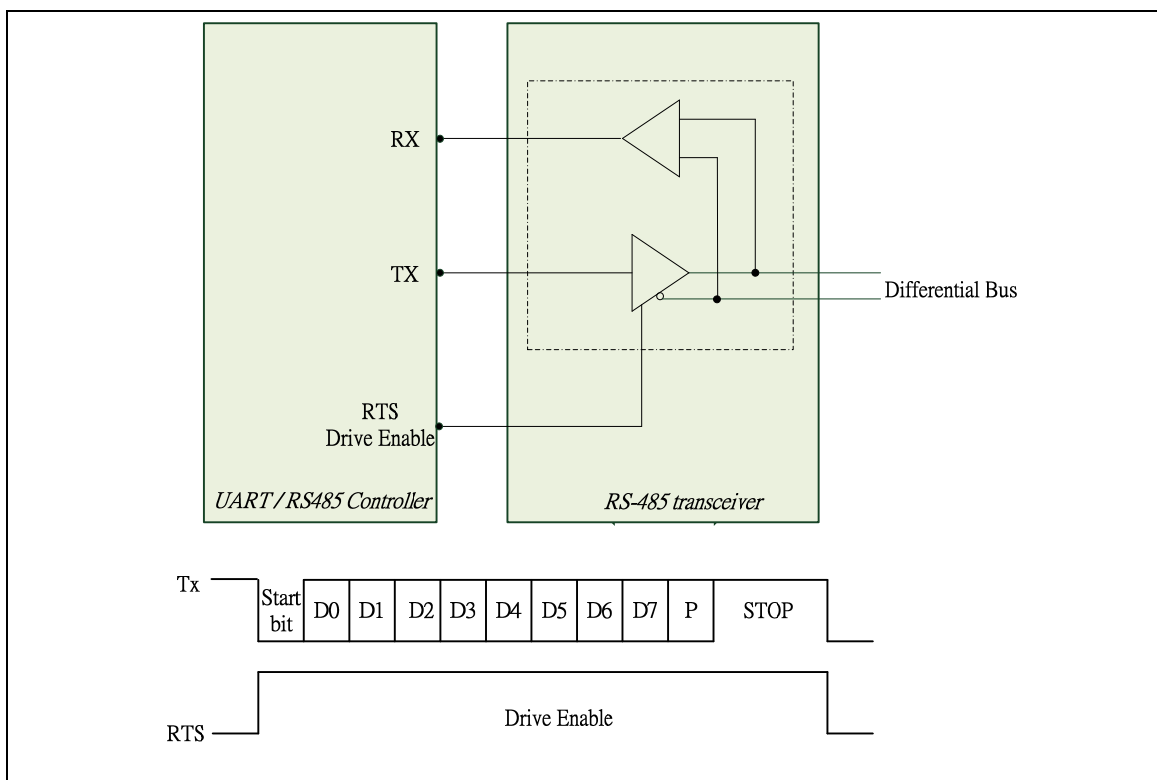 RX
TX
Differential Bus
RTS
Drive Enable
UART / RS485 Controller
RS-485 transceiver
Tx
Start
bit
D0
D1
D2
D3
D4
D5
D6
D7
P
STOP
Drive Enable
RTS